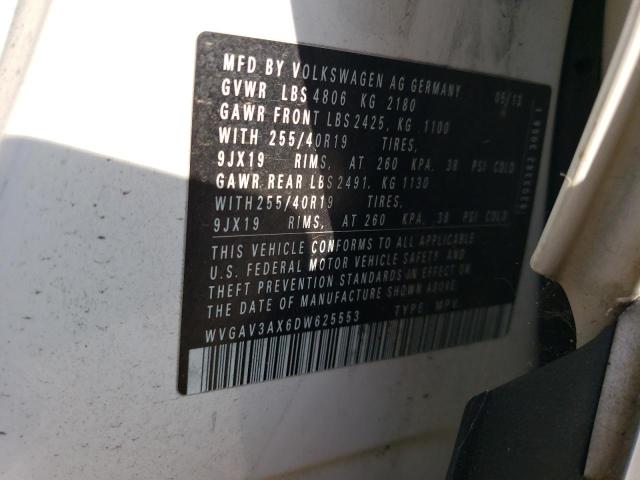 MFD BY VOLKSWAGEN AG GERMANY 05/13
GVWR LBS 4806 KG 2180
GAWR FRONT LBS 2425, KG 1100
WITH 255/40R19 TIRES,
9JX19 RIMS, AT 260 KPA, 38 PSI COLD
GAWR REAR LBS 2491, KG 1130
WITH 255/40R19 TIRES,
9JX19 RIMS, AT 260 KPA, 38 PSI COLD
THIS VEHICLE CONFORMS TO ALL APPLICABLE
U.S. FEDERAL MOTOR VEHICLE SAFETY AND
THEFT PREVENTION STANDARDS IN EFFECT ON
THE DATE OF MANUFACTURE SHOWN ABOVE.
WVGAV3AX6DW625553 TYPE MPV